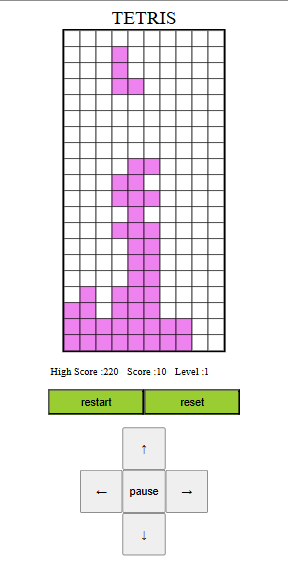 TETRIS
High Score :220 Score :10 Level :1
restart reset
↑
← pause →
↓